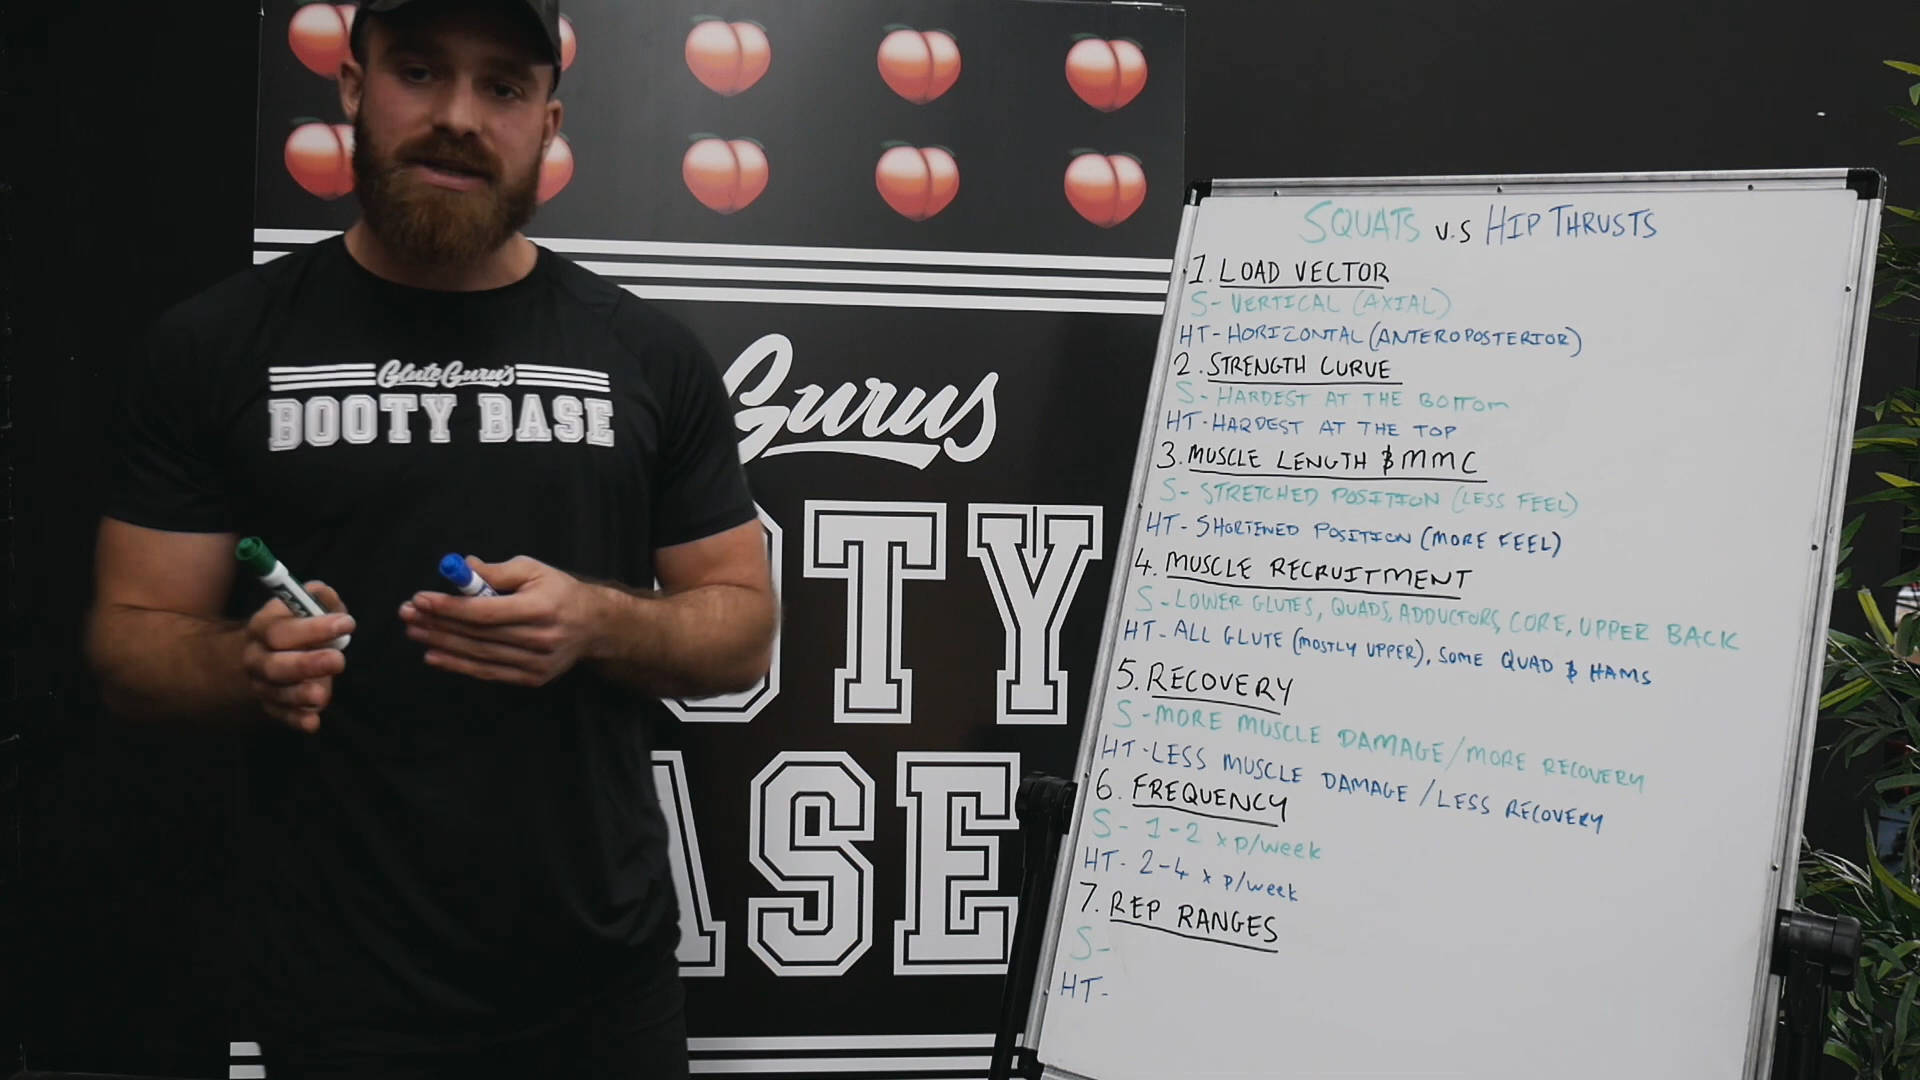 GluteGuru's
BOOTY BASE
Gurus
OTY
ASE
SQUATS V.S HIP THRUSTS
1. LOAD VECTOR
S- VERTICAL (AXIAL)
HT- HORIZONTAL (ANTEROPOSTERIOR)
2. STRENGTH CURVE
S- HARDEST AT THE BOTTOM
HT- HARDEST AT THE TOP
3. MUSCLE LENGTH & MMC
S- STRETCHED POSITION (LESS FEEL)
HT- SHORTENED POSITION (MORE FEEL)
4. MUSCLE RECRUITMENT
S- LOWER GLUTES, QUADS, ADDUCTORS, CORE, UPPER BACK
HT- ALL GLUTE (MOSTLY UPPER), SOME QUAD & HAMS
5. RECOVERY
S- MORE MUSCLE DAMAGE/MORE RECOVERY
HT- LESS MUSCLE DAMAGE/LESS RECOVERY
6. FREQUENCY
S- 1-2 x p/week
HT- 2-4 x p/week
7. REP RANGES
S-
HT-